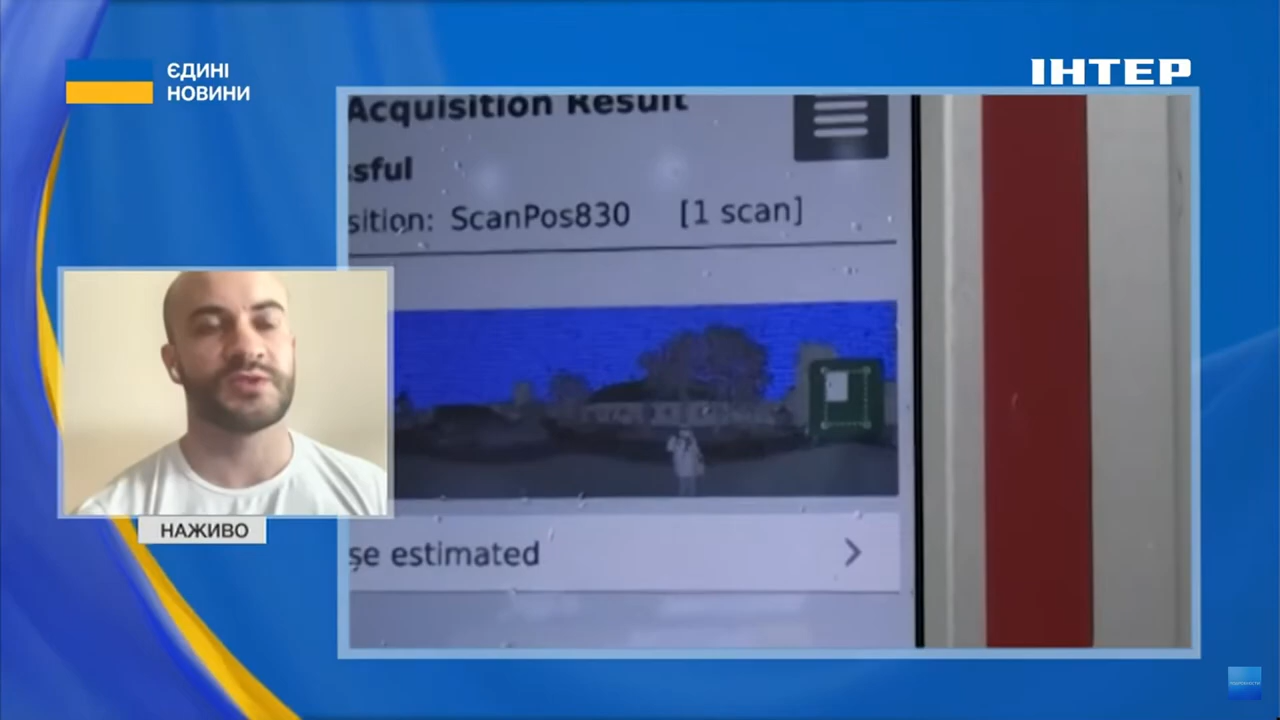 ЄДИНІ
НОВИНИ
ІНТЕР
Acquisition Result
ssful
sition: ScanPos830 [1 scan]
se estimated
НАЖИВО